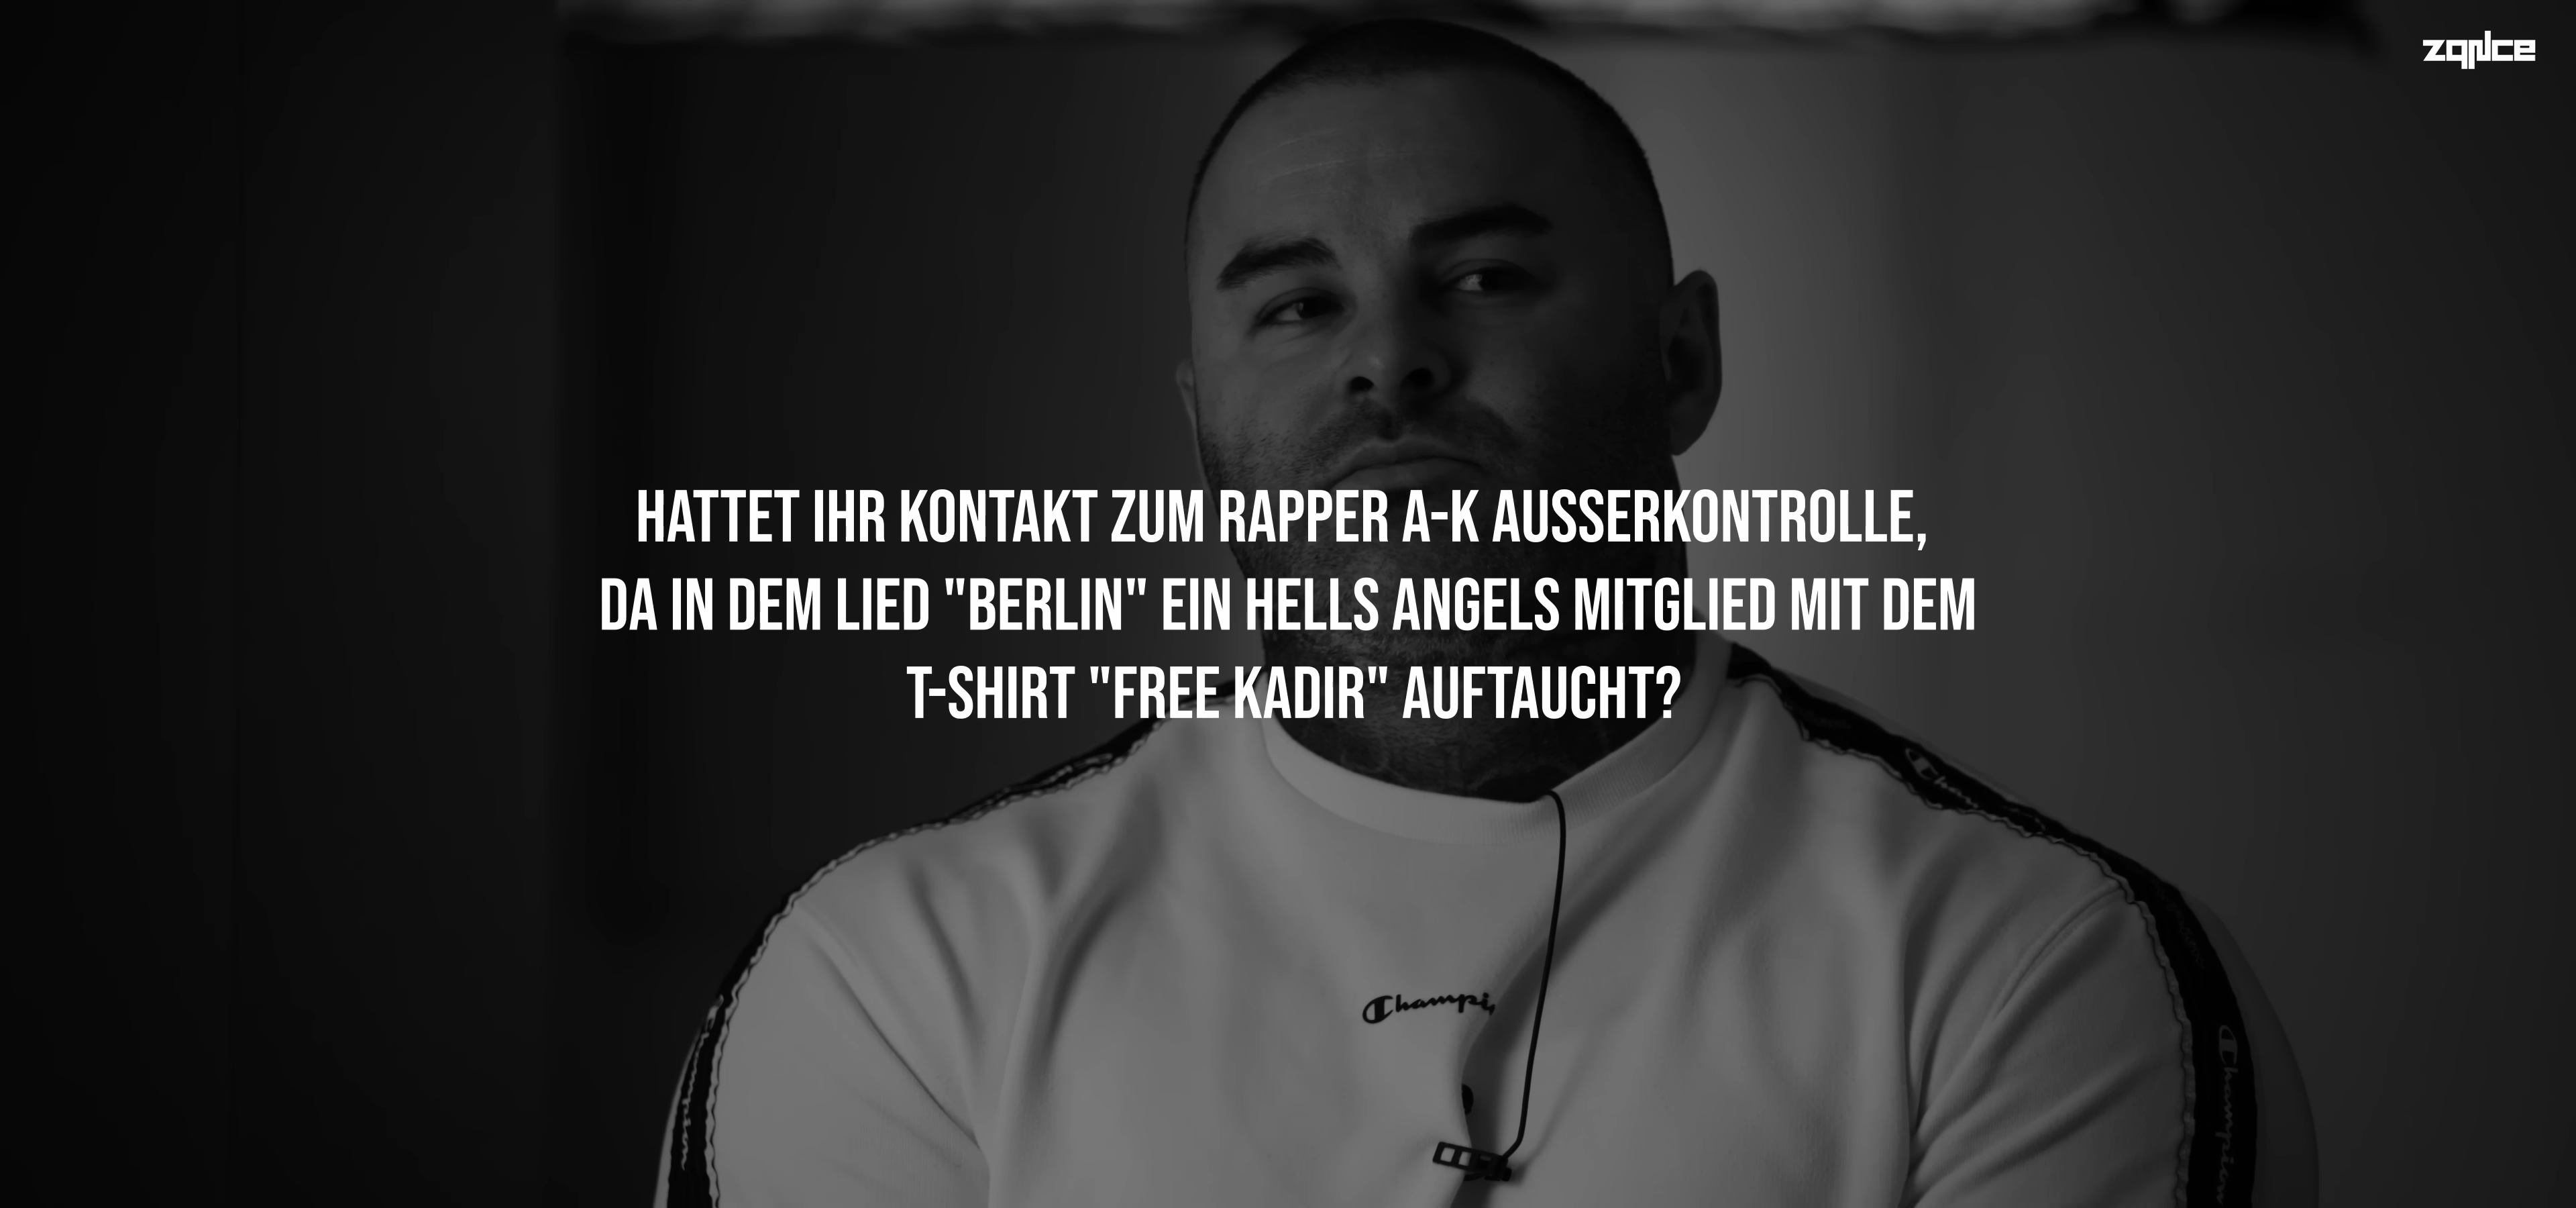 zqnce
HATTET IHR KONTAKT ZUM RAPPER A-K AUSSERKONTROLLE,
DA IN DEM LIED "BERLIN" EIN HELLS ANGELS MITGLIED MIT DEM
T-SHIRT "FREE KADIR" AUFTAUCHT?
Champion
Champion